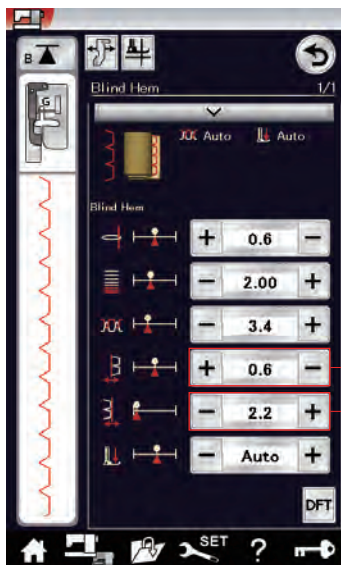 B
G
Blind Hem 1/1
Auto Auto
Blind Hem
+ 0.6 −
− 2.00 +
− 3.4 +
+ 0.6 −
− 2.2 +
− Auto +
DFT
SET ?